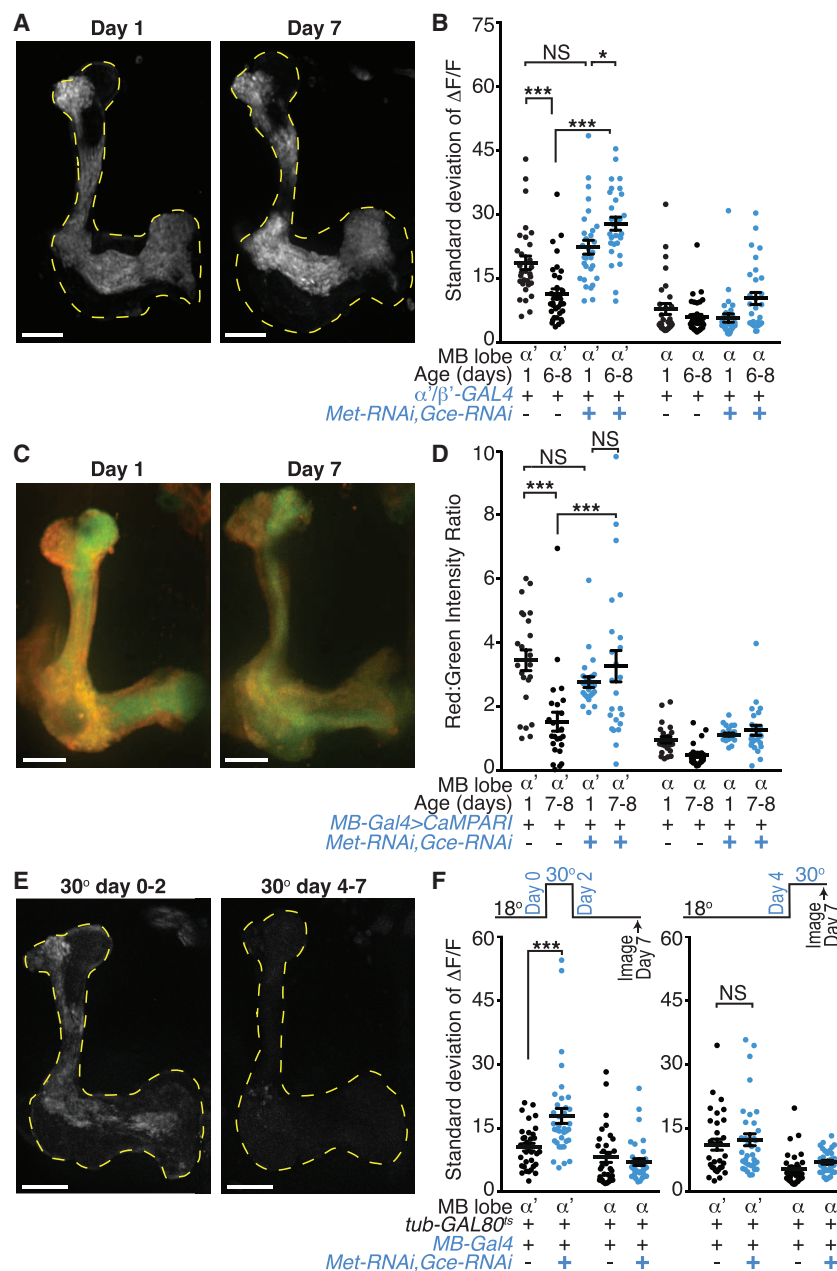 A
Day 1
Day 7
B
Standard deviation of ΔF/F
75
60
45
30
15
0
NS
*
***
***
MB lobe α' α' α' α' α α α α
Age (days) 1 6-8 1 6-8 1 6-8 1 6-8
α'/β'-GAL4 + + + + + + + +
Met-RNAi,Gce-RNAi - - + + - - + +
C
Day 1
Day 7
D
Red:Green Intensity Ratio
10
8
6
4
2
0
NS
NS
***
***
MB lobe α' α' α' α' α α α α
Age (days) 1 7-8 1 7-8 1 7-8 1 7-8
MB-Gal4>CaMPARI + + + + + + + +
Met-RNAi,Gce-RNAi - - + + - - + +
E
30° day 0-2
30° day 4-7
F
18°
Day 0
30°
Day 2
Image
Day 7
18°
Day 4
30°
Image
Day 7
Standard deviation of ΔF/F
60
45
30
15
0
***
60
45
30
15
0
NS
MB lobe α' α' α α α' α' α α
tub-GAL80ts + + + + + + + +
MB-Gal4 + + + + + + + +
Met-RNAi,Gce-RNAi - + - + - + - +